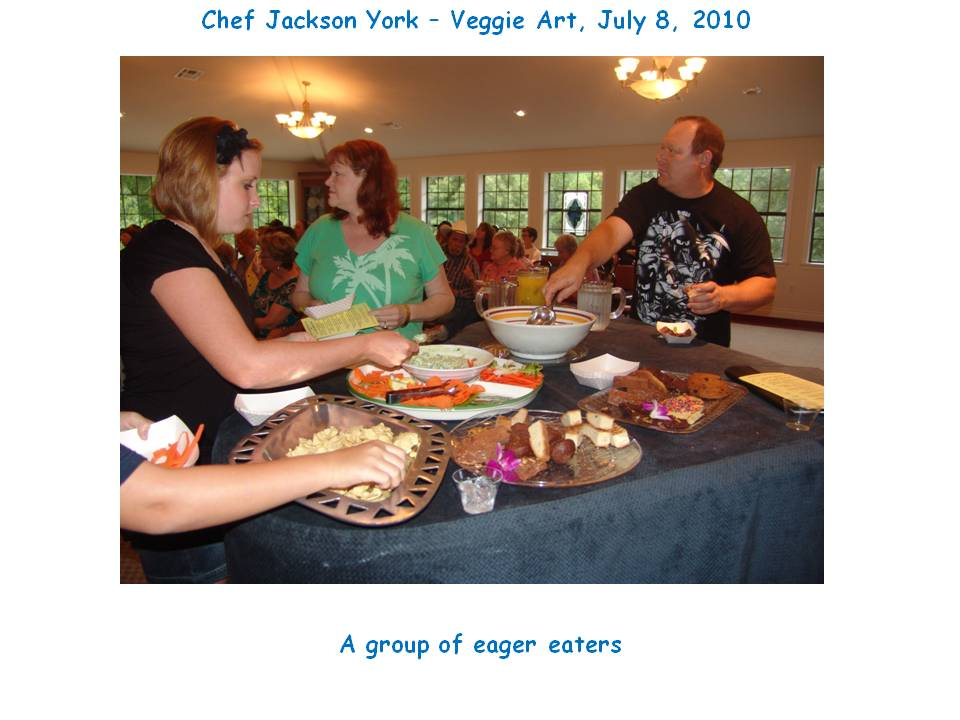 Chef Jackson York – Veggie Art, July 8, 2010
A group of eager eaters